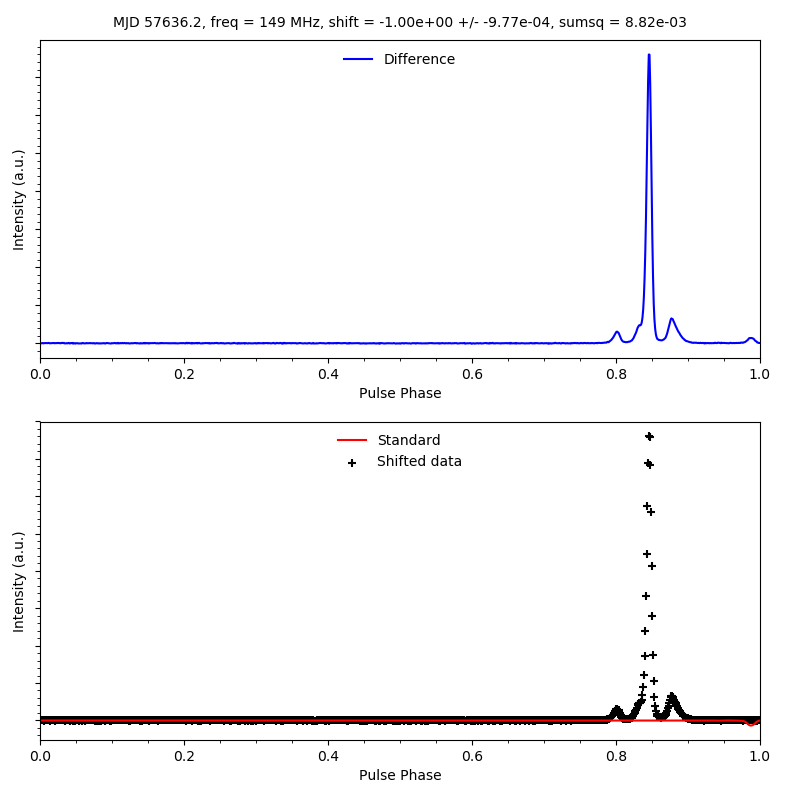 MJD 57636.2, freq = 149 MHz, shift = -1.00e+00 +/- -9.77e-04, sumsq = 8.82e-03
Difference
Intensity (a.u.)
0.0 0.2 0.4 0.6 0.8 1.0
Pulse Phase
Standard
Shifted data
Intensity (a.u.)
0.0 0.2 0.4 0.6 0.8 1.0
Pulse Phase